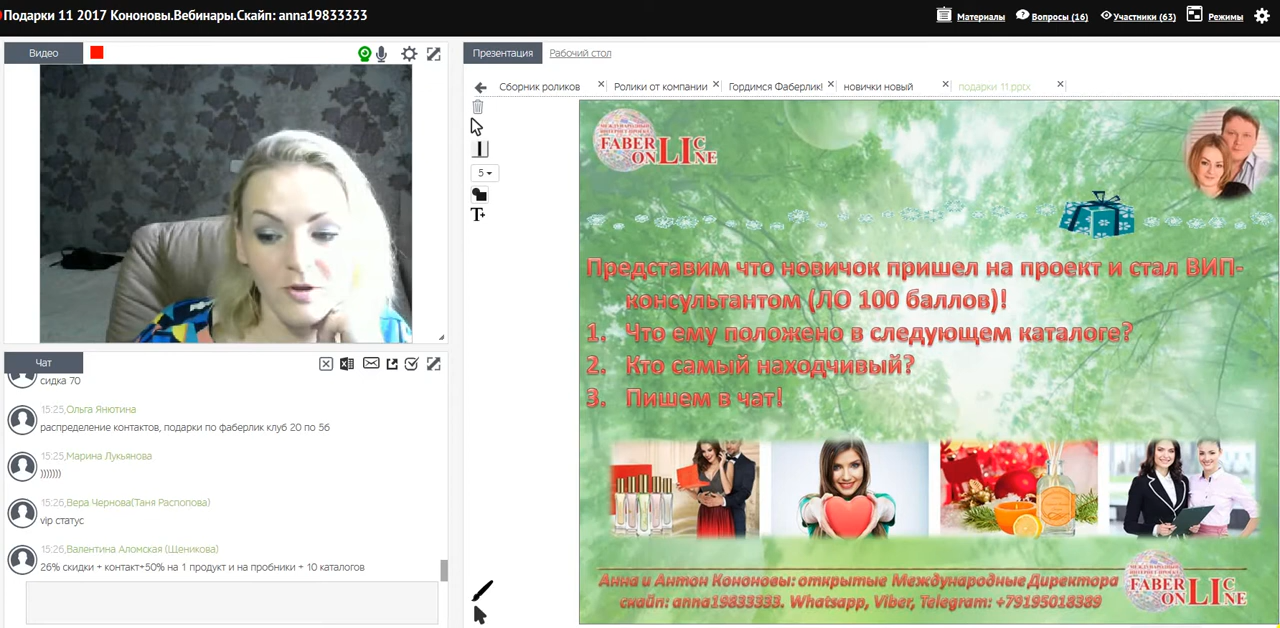 Подарки 11 2017 Кононовы.Вебинары.Скайп: anna19833333
Материалы
Вопросы (16)
Участники (63)
Режимы
Видео
Презентация
Рабочий стол
Сборник роликов
Ролики от компании
Гордимся Фаберлик!
новички новый
подарки 11.pptx
5
T+
МЕЖДУНАРОДНЫЙ
ИНТЕРНЕТ-ПРОЕКТ
FABERLIC
ONLINE
Представим что новичок пришел на проект и стал ВИП-
консультантом (ЛО 100 баллов)!
1. Что ему положено в следующем каталоге?
2. Кто самый находчивый?
3. Пишем в чат!
Анна и Антон Кононовы: открытые Международные Директора
скайп: anna19833333. Whatsapp, Viber, Telegram: +79195018389
МЕЖДУНАРОДНЫЙ
ИНТЕРНЕТ-ПРОЕКТ
FABERLIC
ONLINE
Чат
сидка 70
15:25,Ольга Янютина
распределение контактов, подарки по фаберлик клуб 20 по 56
15:25,Марина Лукьянова
)))))))
15:26,Вера Чернова(Таня Распопова)
vip статус
15:26,Валентина Аломская (Щеникова)
26% скидки + контакт+50% на 1 продукт и на пробники + 10 каталогов